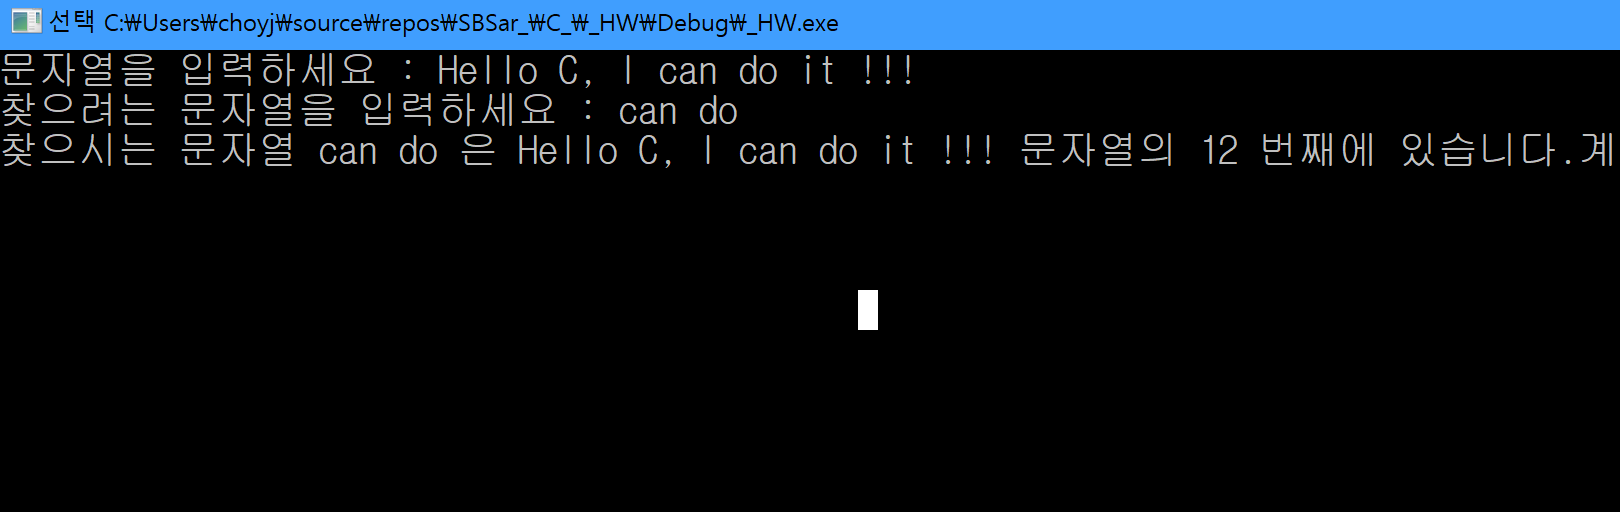 선택 C:₩Users₩choyj₩source₩repos₩SBSar_₩C_₩_HW₩Debug₩_HW.exe
문자열을 입력하세요 : Hello C, I can do it !!!
찾으려는 문자열을 입력하세요 : can do
찾으시는 문자열 can do 은 Hello C, I can do it !!! 문자열의 12 번째에 있습니다.계